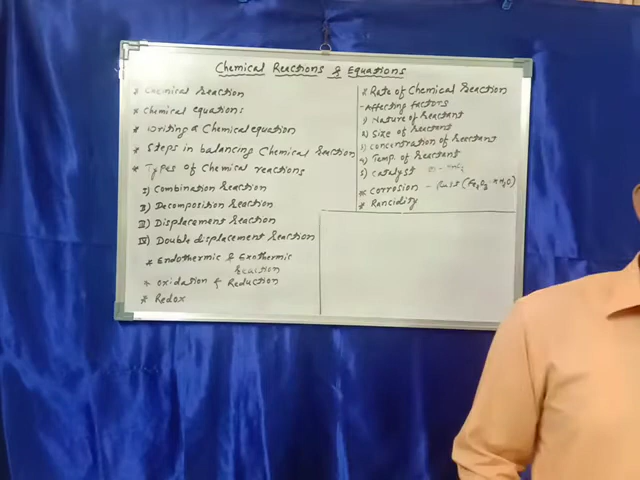 Chemical Reactions & Equations
* Chemical Reaction
* Chemical equations
* Writing a Chemical equation
* Steps in balancing Chemical Reaction
* Types of Chemical reactions
I) Combination Reaction
II) Decomposition Reaction
III) Displacement Reaction
IV) Double displacement Reaction
* Endothermic & Exothermic
Reaction
* Oxidation & Reduction
* Redox
* Rate of Chemical Reaction
- Affecting factors
1) Nature of Reactant
2) Size of Reactant
3) Concentration of Reactant
4) Temp. of Reactant
5) Catalyst
* Corrosion - Rust (Fe2O3·xH2O)
* Rancidity